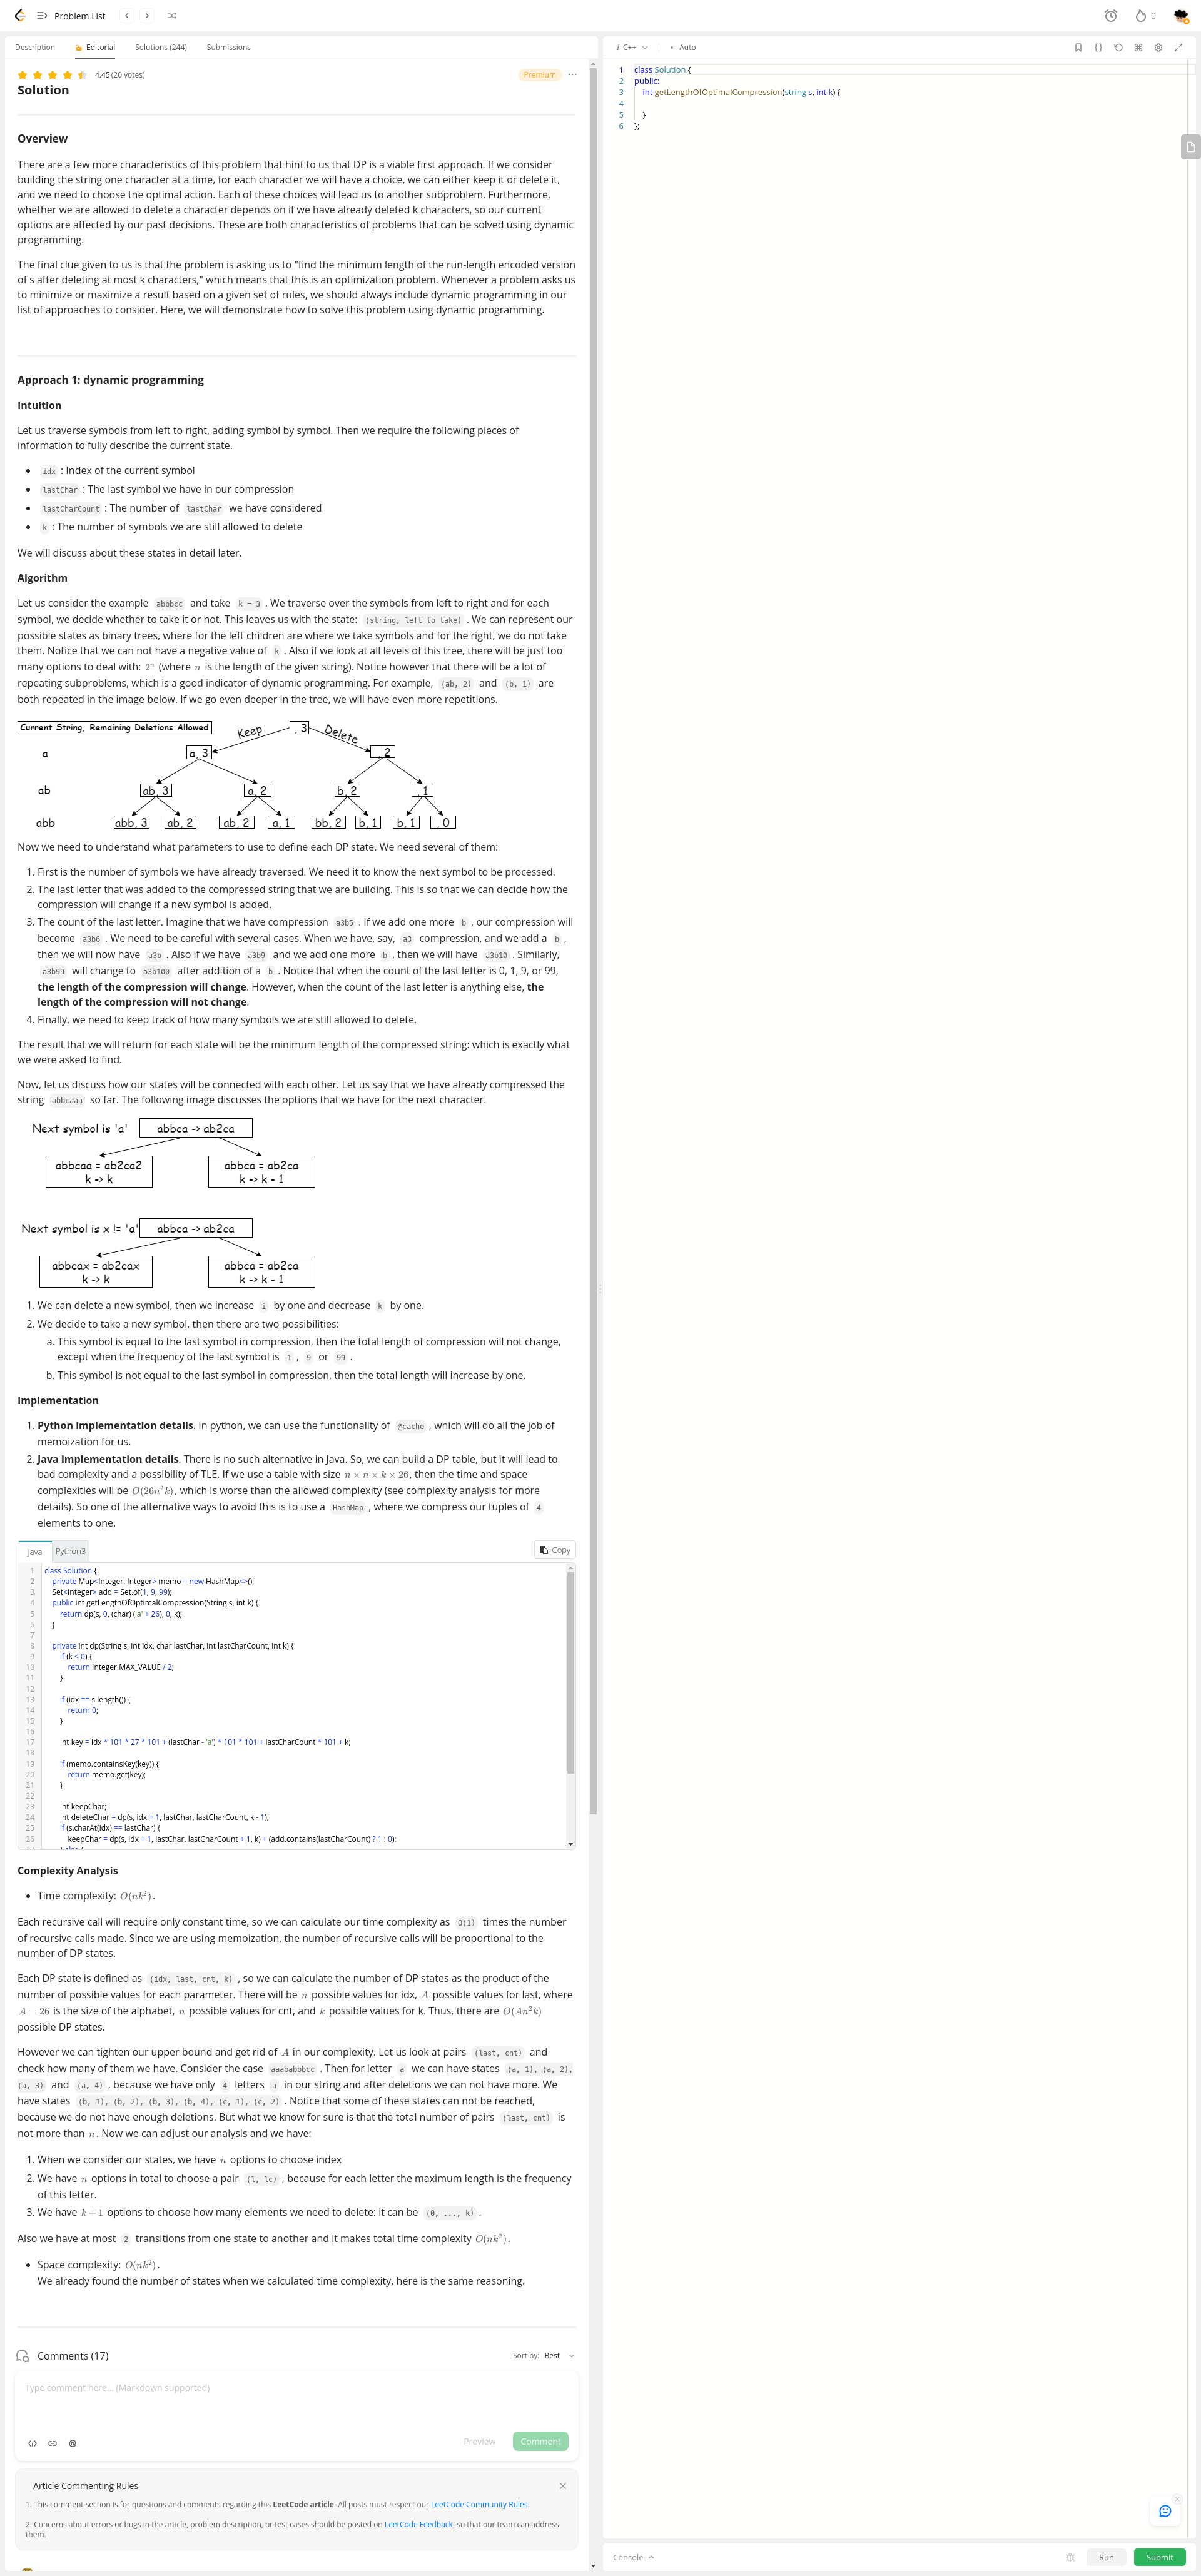 Problem List
0
Description
Editorial
Solutions (244)
Submissions
4.45 (20 votes)
Premium
Solution
Overview
There are a few more characteristics of this problem that hint to us that DP is a viable first approach. If we consider
building the string one character at a time, for each character we will have a choice, we can either keep it or delete it,
and we need to choose the optimal action. Each of these choices will lead us to another subproblem. Furthermore,
whether we are allowed to delete a character depends on if we have already deleted k characters, so our current
options are affected by our past decisions. These are both characteristics of problems that can be solved using dynamic
programming.
The final clue given to us is that the problem is asking us to "find the minimum length of the run-length encoded version
of s after deleting at most k characters," which means that this is an optimization problem. Whenever a problem asks us
to minimize or maximize a result based on a given set of rules, we should always include dynamic programming in our
list of approaches to consider. Here, we will demonstrate how to solve this problem using dynamic programming.
Approach 1: dynamic programming
Intuition
Let us traverse symbols from left to right, adding symbol by symbol. Then we require the following pieces of
information to fully describe the current state.
• idx : Index of the current symbol
• lastChar : The last symbol we have in our compression
• lastCharCount : The number of lastChar we have considered
• k : The number of symbols we are still allowed to delete
We will discuss about these states in detail later.
Algorithm
Let us consider the example abbbcc and take k = 3 . We traverse over the symbols from left to right and for each
symbol, we decide whether to take it or not. This leaves us with the state: (string, left to take) . We can represent our
possible states as binary trees, where for the left children are where we take symbols and for the right, we do not take
them. Notice that we can not have a negative value of k . Also if we look at all levels of this tree, there will be just too
many options to deal with: 2ⁿ (where n is the length of the given string). Notice however that there will be a lot of
repeating subproblems, which is a good indicator of dynamic programming. For example, (ab, 2) and (b, 1) are
both repeated in the image below. If we go even deeper in the tree, we will have even more repetitions.
Current String, Remaining Deletions Allowed
Keep
, 3
Delete
a
a, 3
, 2
ab
ab, 3
a, 2
b, 2
, 1
abb
abb, 3
ab, 2
ab, 2
a, 1
bb, 2
b, 1
b, 1
, 0
Now we need to understand what parameters to use to define each DP state. We need several of them:
1. First is the number of symbols we have already traversed. We need it to know the next symbol to be processed.
2. The last letter that was added to the compressed string that we are building. This is so that we can decide how the
compression will change if a new symbol is added.
3. The count of the last letter. Imagine that we have compression a3b5 . If we add one more b , our compression will
become a3b6 . We need to be careful with several cases. When we have, say, a3 compression, and we add a b ,
then we will now have a3b . Also if we have a3b9 and we add one more b , then we will have a3b10 . Similarly,
a3b99 will change to a3b100 after addition of a b . Notice that when the count of the last letter is 0, 1, 9, or 99,
the length of the compression will change. However, when the count of the last letter is anything else, the
length of the compression will not change.
4. Finally, we need to keep track of how many symbols we are still allowed to delete.
The result that we will return for each state will be the minimum length of the compressed string: which is exactly what
we were asked to find.
Now, let us discuss how our states will be connected with each other. Let us say that we have already compressed the
string abbcaaa so far. The following image discusses the options that we have for the next character.
Next symbol is 'a'
abbca -> ab2ca
abbcaa = ab2ca2
k -> k
abbca = ab2ca
k -> k - 1
Next symbol is x != 'a'
abbca -> ab2ca
abbcax = ab2cax
k -> k
abbca = ab2ca
k -> k - 1
1. We can delete a new symbol, then we increase i by one and decrease k by one.
2. We decide to take a new symbol, then there are two possibilities:
a. This symbol is equal to the last symbol in compression, then the total length of compression will not change,
except when the frequency of the last symbol is 1 , 9 or 99 .
b. This symbol is not equal to the last symbol in compression, then the total length will increase by one.
Implementation
1. Python implementation details. In python, we can use the functionality of @cache , which will do all the job of
memoization for us.
2. Java implementation details. There is no such alternative in Java. So, we can build a DP table, but it will lead to
bad complexity and a possibility of TLE. If we use a table with size n × n × k × 26, then the time and space
complexities will be O(26n²k), which is worse than the allowed complexity (see complexity analysis for more
details). So one of the alternative ways to avoid this is to use a HashMap , where we compress our tuples of 4
elements to one.
Java
Python3
Copy
1 class Solution {
2 private Map<Integer, Integer> memo = new HashMap<>();
3 Set<Integer> add = Set.of(1, 9, 99);
4 public int getLengthOfOptimalCompression(String s, int k) {
5 return dp(s, 0, (char) ('a' + 26), 0, k);
6 }
7
8 private int dp(String s, int idx, char lastChar, int lastCharCount, int k) {
9 if (k < 0) {
10 return Integer.MAX_VALUE / 2;
11 }
12
13 if (idx == s.length()) {
14 return 0;
15 }
16
17 int key = idx * 101 * 27 * 101 + (lastChar - 'a') * 101 * 101 + lastCharCount * 101 + k;
18
19 if (memo.containsKey(key)) {
20 return memo.get(key);
21 }
22
23 int keepChar;
24 int deleteChar = dp(s, idx + 1, lastChar, lastCharCount, k - 1);
25 if (s.charAt(idx) == lastChar) {
26 keepChar = dp(s, idx + 1, lastChar, lastCharCount + 1, k) + (add.contains(lastCharCount) ? 1 : 0);
27 } else {
Complexity Analysis
• Time complexity: O(nk²).
Each recursive call will require only constant time, so we can calculate our time complexity as O(1) times the number
of recursive calls made. Since we are using memoization, the number of recursive calls will be proportional to the
number of DP states.
Each DP state is defined as (idx, last, cnt, k) , so we can calculate the number of DP states as the product of the
number of possible values for each parameter. There will be n possible values for idx, A possible values for last, where
A = 26 is the size of the alphabet, n possible values for cnt, and k possible values for k. Thus, there are O(An²k)
possible DP states.
However we can tighten our upper bound and get rid of A in our complexity. Let us look at pairs (last, cnt) and
check how many of them we have. Consider the case aaababbbcc . Then for letter a we can have states (a, 1), (a, 2),
(a, 3) and (a, 4) , because we have only 4 letters a in our string and after deletions we can not have more. We
have states (b, 1), (b, 2), (b, 3), (b, 4), (c, 1), (c, 2) . Notice that some of these states can not be reached,
because we do not have enough deletions. But what we know for sure is that the total number of pairs (last, cnt) is
not more than n. Now we can adjust our analysis and we have:
1. When we consider our states, we have n options to choose index
2. We have n options in total to choose a pair (l, lc) , because for each letter the maximum length is the frequency
of this letter.
3. We have k + 1 options to choose how many elements we need to delete: it can be (0, ..., k) .
Also we have at most 2 transitions from one state to another and it makes total time complexity O(nk²).
• Space complexity: O(nk²).
We already found the number of states when we calculated time complexity, here is the same reasoning.
Comments (17)
Sort by: Best
Type comment here... (Markdown supported)
Preview
Comment
Article Commenting Rules
1. This comment section is for questions and comments regarding this LeetCode article. All posts must respect our LeetCode Community Rules.
2. Concerns about errors or bugs in the article, problem description, or test cases should be posted on LeetCode Feedback, so that our team can address
them.
i C++
• Auto
1 class Solution {
2 public:
3 int getLengthOfOptimalCompression(string s, int k) {
4
5 }
6 };
Console
Run
Submit